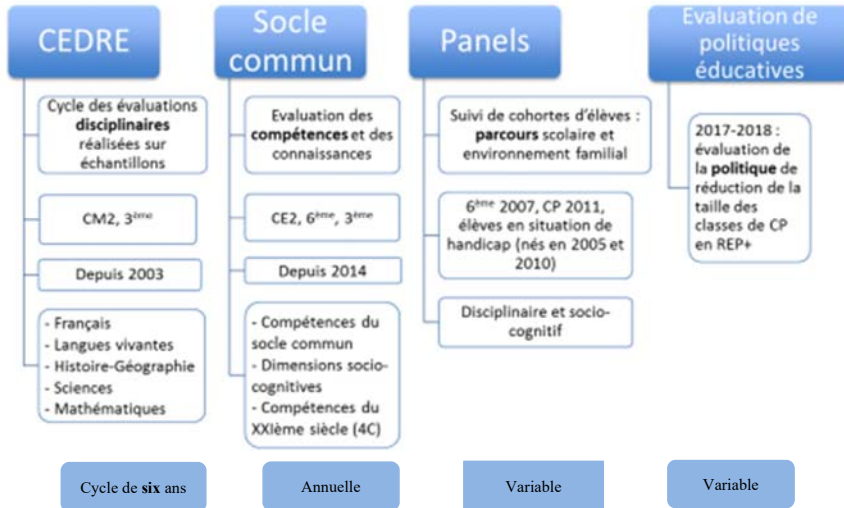 CEDRE
Cycle des évaluations
disciplinaires
réalisées sur
échantillons
CM2, 3ème
Depuis 2003
- Français
- Langues vivantes
- Histoire-Géographie
- Sciences
- Mathématiques
Cycle de six ans
Socle
commun
Evaluation des
compétences et des
connaissances
CE2, 6ème, 3ème
Depuis 2014
- Compétences du
socle commun
- Dimensions socio-
cognitives
- Compétences du
XXIème siècle (4C)
Annuelle
Panels
Suivi de cohortes d'élèves :
parcours scolaire et
environnement familial
6ème 2007, CP 2011,
élèves en situation de
handicap (nés en 2005 et
2010)
Disciplinaire et socio-
cognitif
Variable
Evaluation de
politiques
éducatives
2017-2018 :
évaluation de
la politique de
réduction de la
taille des
classes de CP
en REP+
Variable